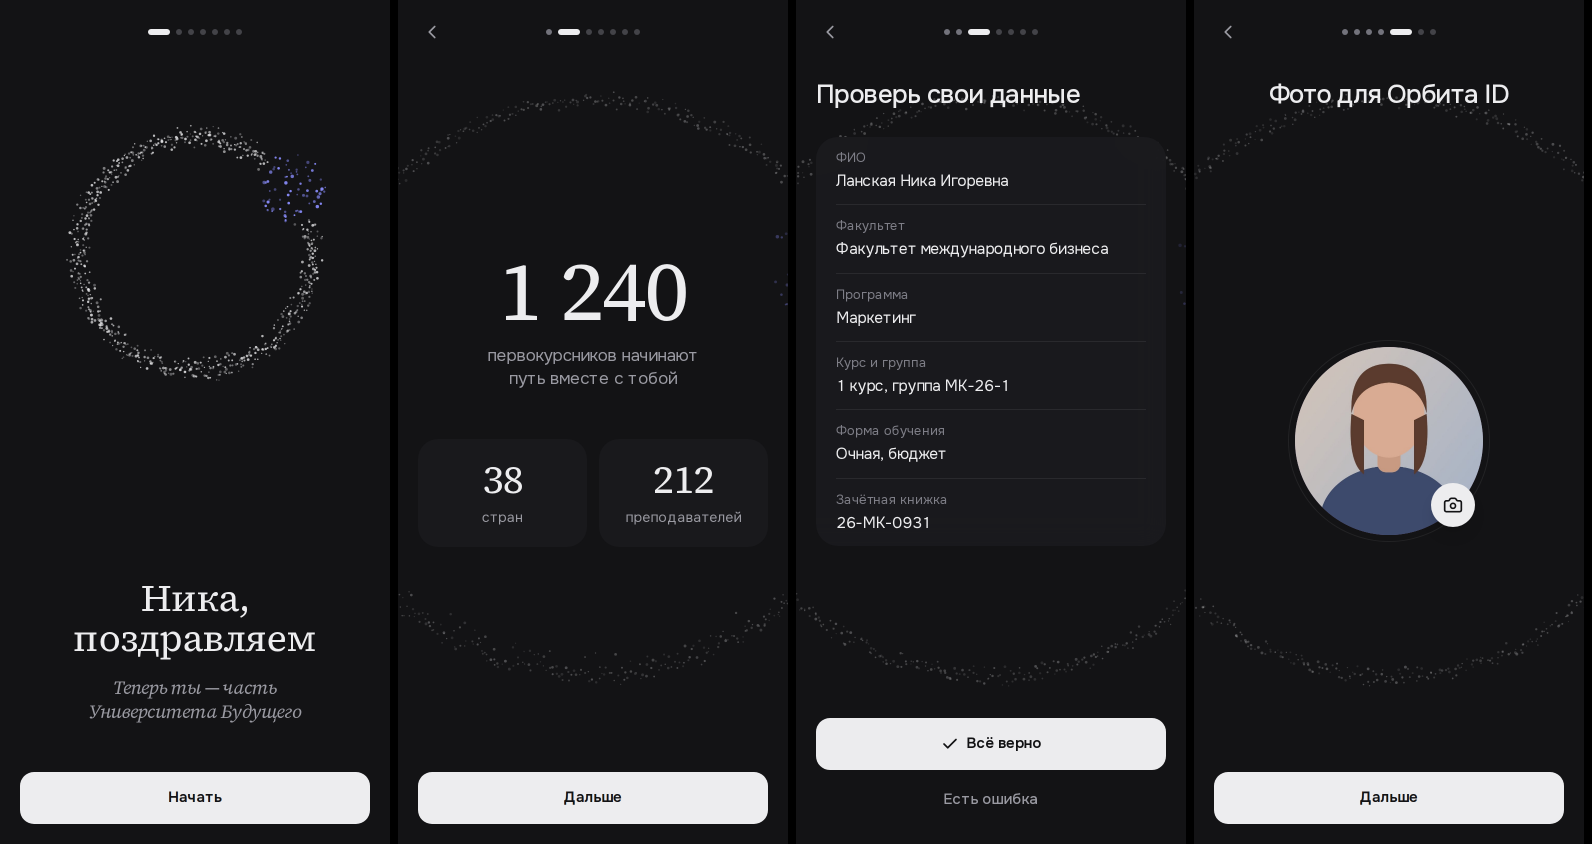 Ника,
поздравляем
Теперь ты — часть
Университета Будущего
Начать
1 240
первокурсников начинают
путь вместе с тобой
38
стран
212
преподавателей
Дальше
Проверь свои данные
ФИО
Ланская Ника Игоревна
Факультет
Факультет международного бизнеса
Программа
Маркетинг
Курс и группа
1 курс, группа МК-26-1
Форма обучения
Очная, бюджет
Зачётная книжка
26-МК-0931
Всё верно
Есть ошибка
Фото для Орбита ID
Дальше